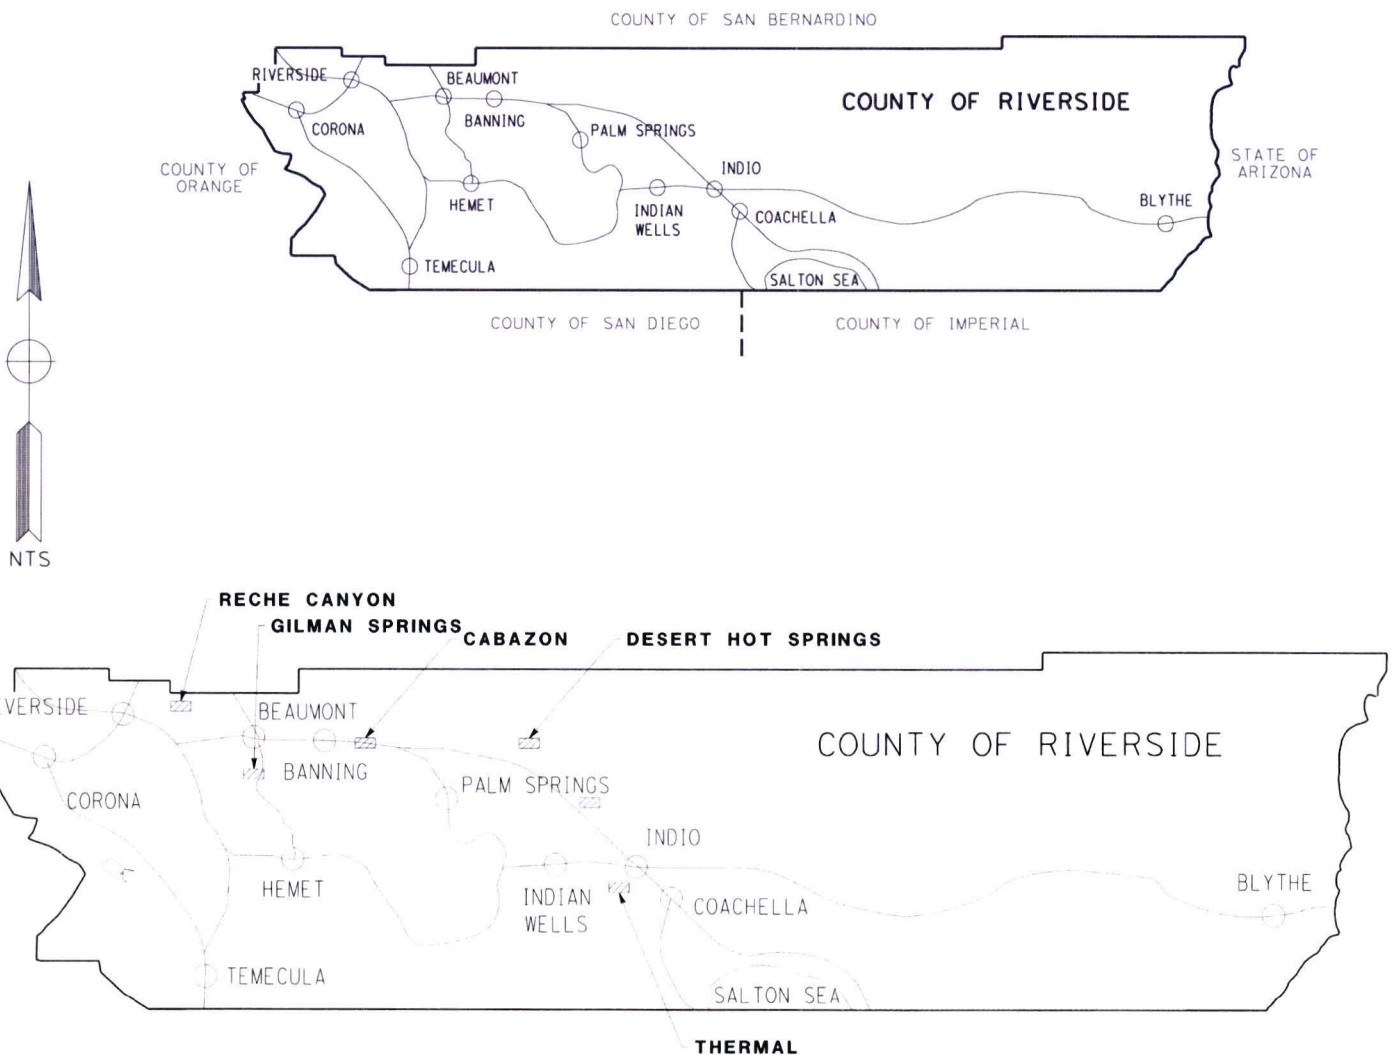 COUNTY OF SAN BERNARDINO
RIVERSIDE
BEAUMONT
COUNTY OF RIVERSIDE
CORONA
BANNING
PALM SPRINGS
COUNTY OF
ORANGE
INDIO
STATE OF
ARIZONA
HEMET
INDIAN
WELLS
COACHELLA
BLYTHE
TEMECULA
SALTON SEA
COUNTY OF SAN DIEGO
COUNTY OF IMPERIAL
NTS
RECHE CANYON
GILMAN SPRINGS
CABAZON
DESERT HOT SPRINGS
VERSIDE
BEAUMONT
COUNTY OF RIVERSIDE
BANNING
PALM SPRINGS
CORONA
INDIO
HEMET
INDIAN
WELLS
COACHELLA
BLYTHE
TEMECULA
SALTON SEA
THERMAL